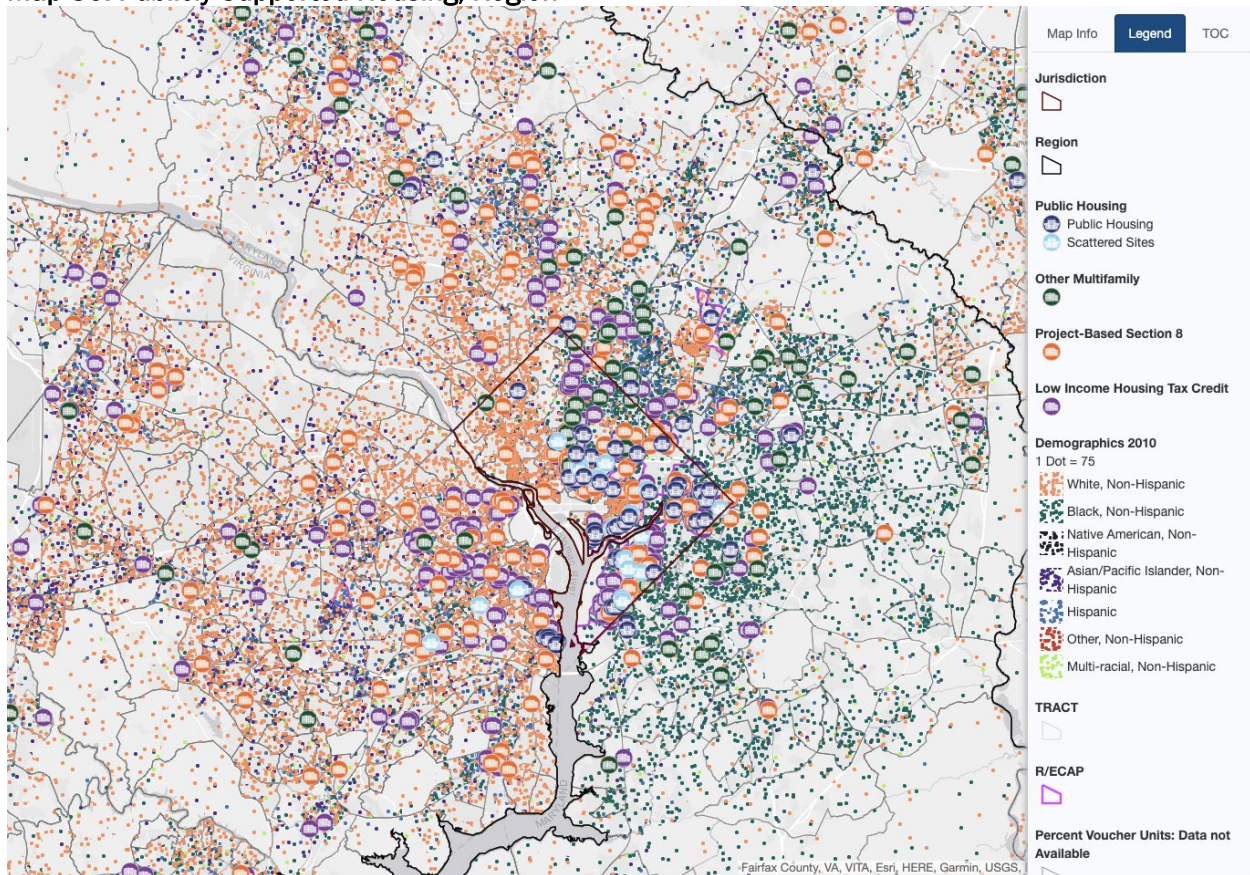 Map Info Legend TOC
Jurisdiction
Region
Public Housing
Public Housing
Scattered Sites
Other Multifamily
Project-Based Section 8
Low Income Housing Tax Credit
Demographics 2010
1 Dot = 75
White, Non-Hispanic
Black, Non-Hispanic
Native American, Non-
Hispanic
Asian/Pacific Islander, Non-
Hispanic
Hispanic
Other, Non-Hispanic
Multi-racial, Non-Hispanic
TRACT
R/ECAP
Percent Voucher Units: Data not
Available
MARYLAND
VIRGINIA
MARYLAND
Fairfax County, VA, VITA, Esri, HERE, Garmin, USGS,